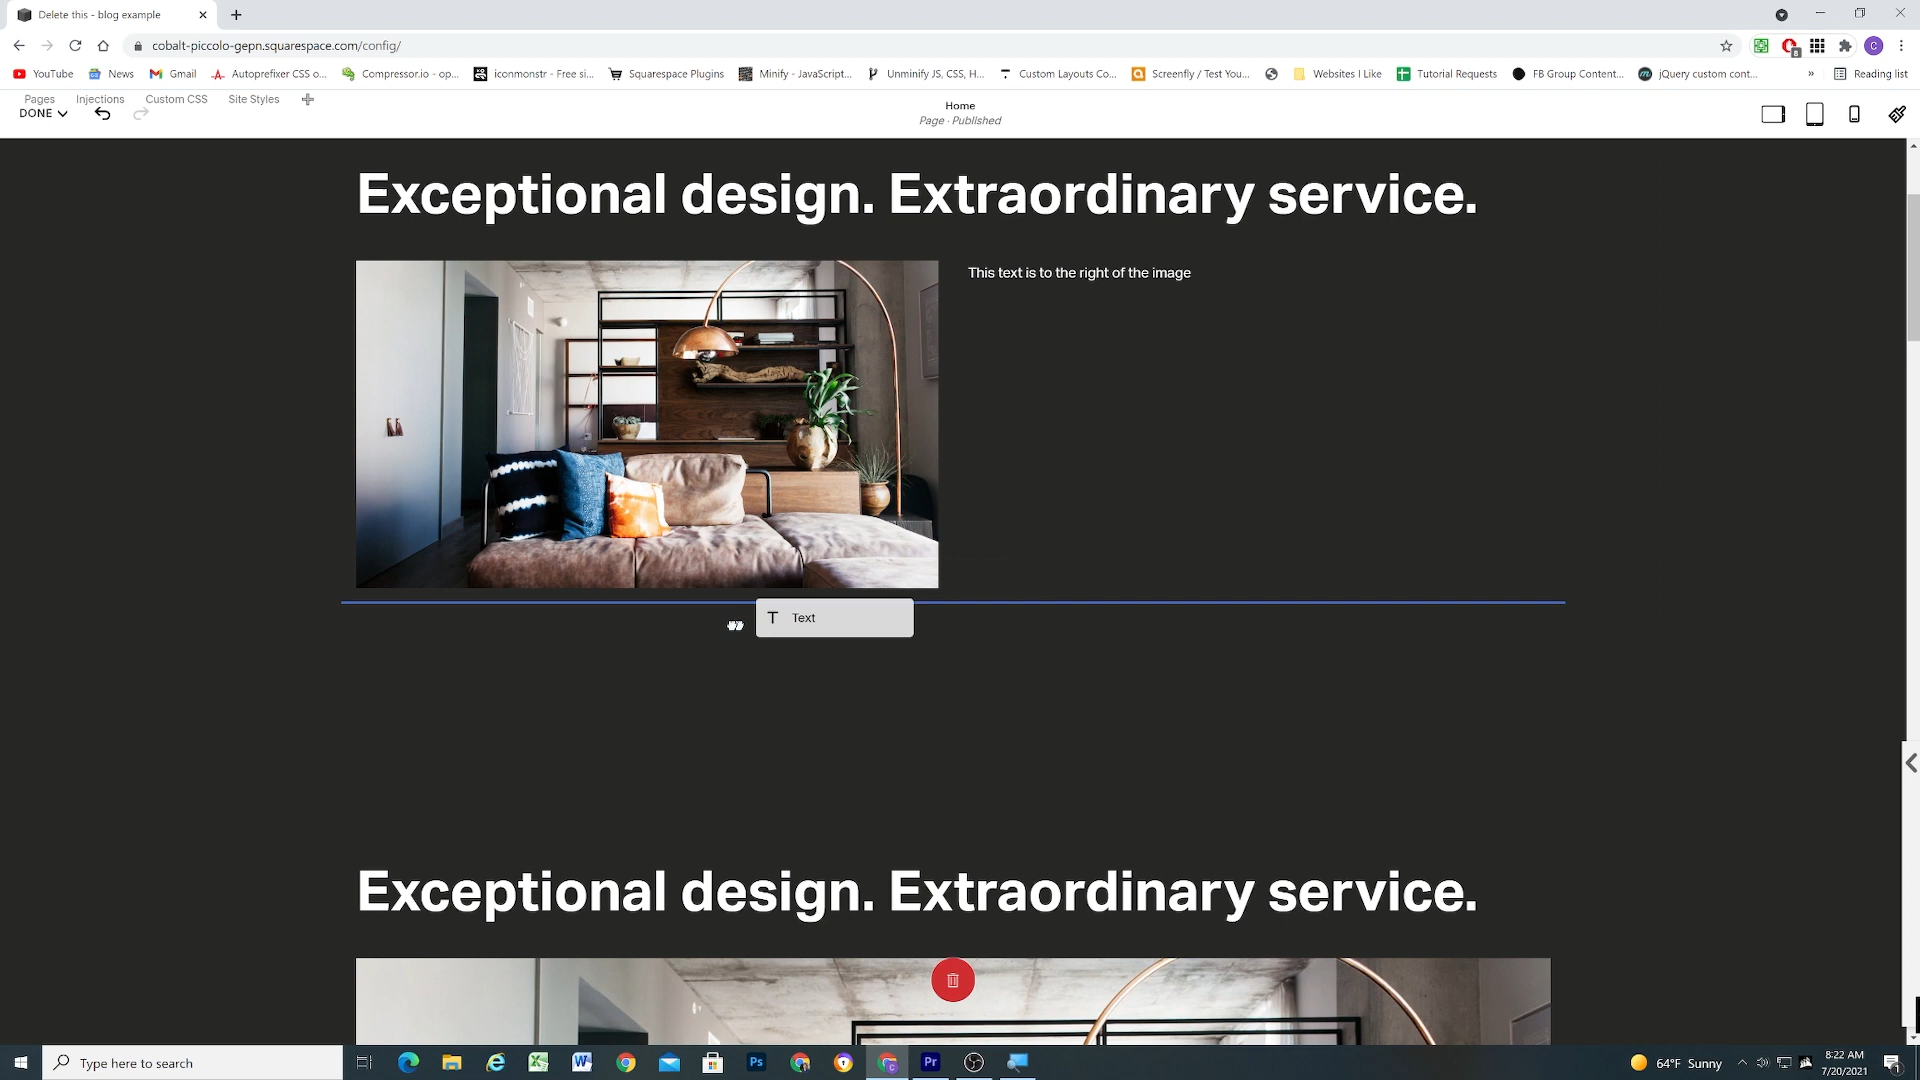 Delete this - blog example
cobalt-piccolo-gepn.squarespace.com/config/
YouTube News Gmail Autoprefixer CSS o... Compressor.io - op... iconmonstr - Free si... Squarespace Plugins Minify - JavaScript... Unminify JS, CSS, H... Custom Layouts Co... Screenfly / Test You... Websites I Like Tutorial Requests FB Group Content... jQuery custom cont... » Reading list
Pages Injections Custom CSS Site Styles
DONE
Home
Page · Published
Exceptional design. Extraordinary service.
This text is to the right of the image
T Text
Exceptional design. Extraordinary service.
Type here to search
64°F Sunny
8:22 AM
7/20/2021